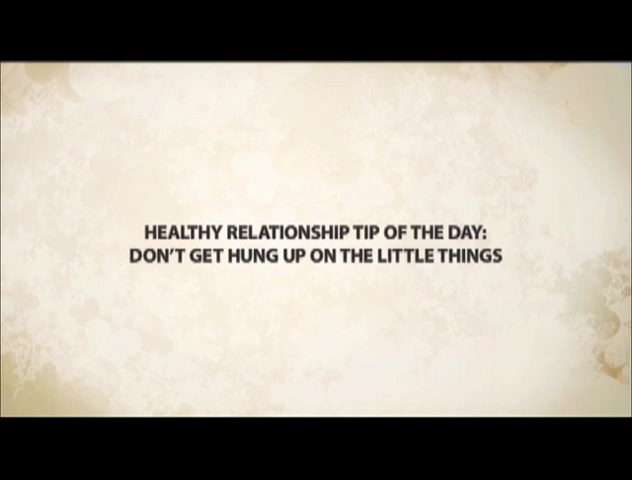 HEALTHY RELATIONSHIP TIP OF THE DAY:
DON'T GET HUNG UP ON THE LITTLE THINGS